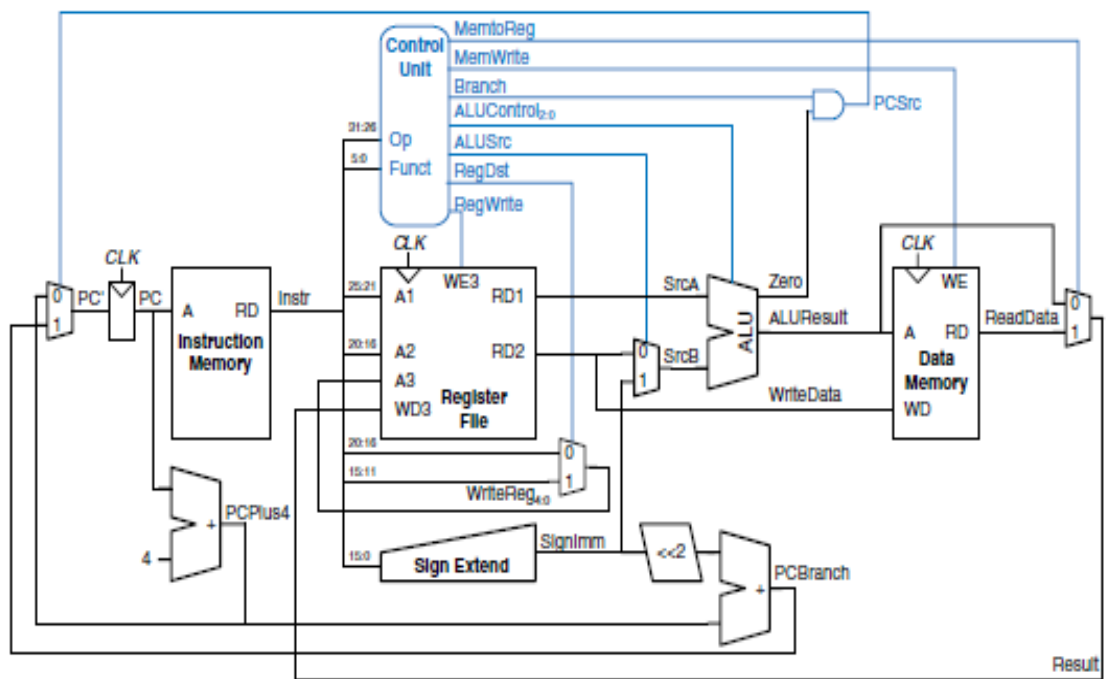 MemtoReg
Control Unit
MemWrite
Branch
PCSrc
ALUControl2:0
31:26
Op
ALUSrc
5:0
Funct
RegDst
RegWrite
CLK
CLK
CLK
0
1
PC'
PC
A
RD
Instruction Memory
Instr
25:21
A1
WE3
RD1
SrcA
Zero
WE
20:16
A2
RD2
0
1
SrcB
ALU
ALUResult
A
RD
ReadData
0
1
A3
Data Memory
WD3
Register File
WriteData
WD
20:16
0
15:11
1
WriteReg4:0
PCPlus4
+
4
15:0
Sign Extend
SignImm
<<2
PCBranch
+
Result